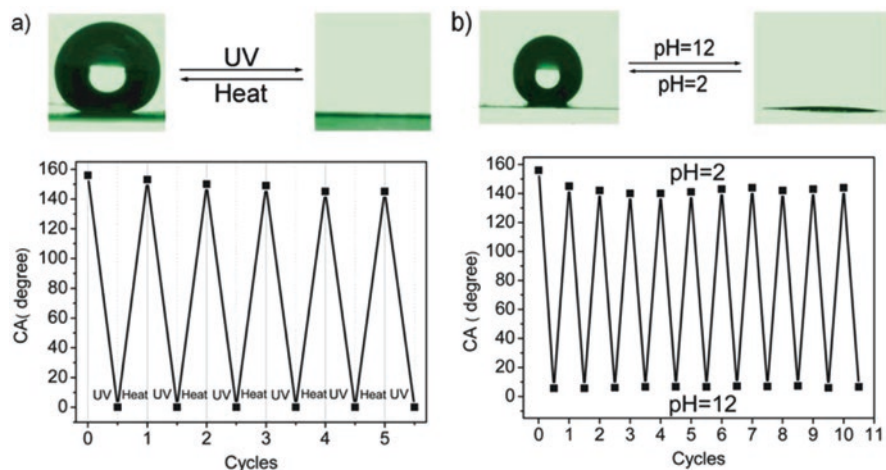 a)
UV
Heat
b)
pH=12
pH=2
CA( degree)
160
140
120
100
80
60
40
20
0
UV Heat UV Heat UV Heat UV Heat UV Heat UV
0 1 2 3 4 5
Cycles
CA ( degree)
160
140
120
100
80
60
40
20
0
pH=2
pH=12
0 1 2 3 4 5 6 7 8 9 10 11
Cycles